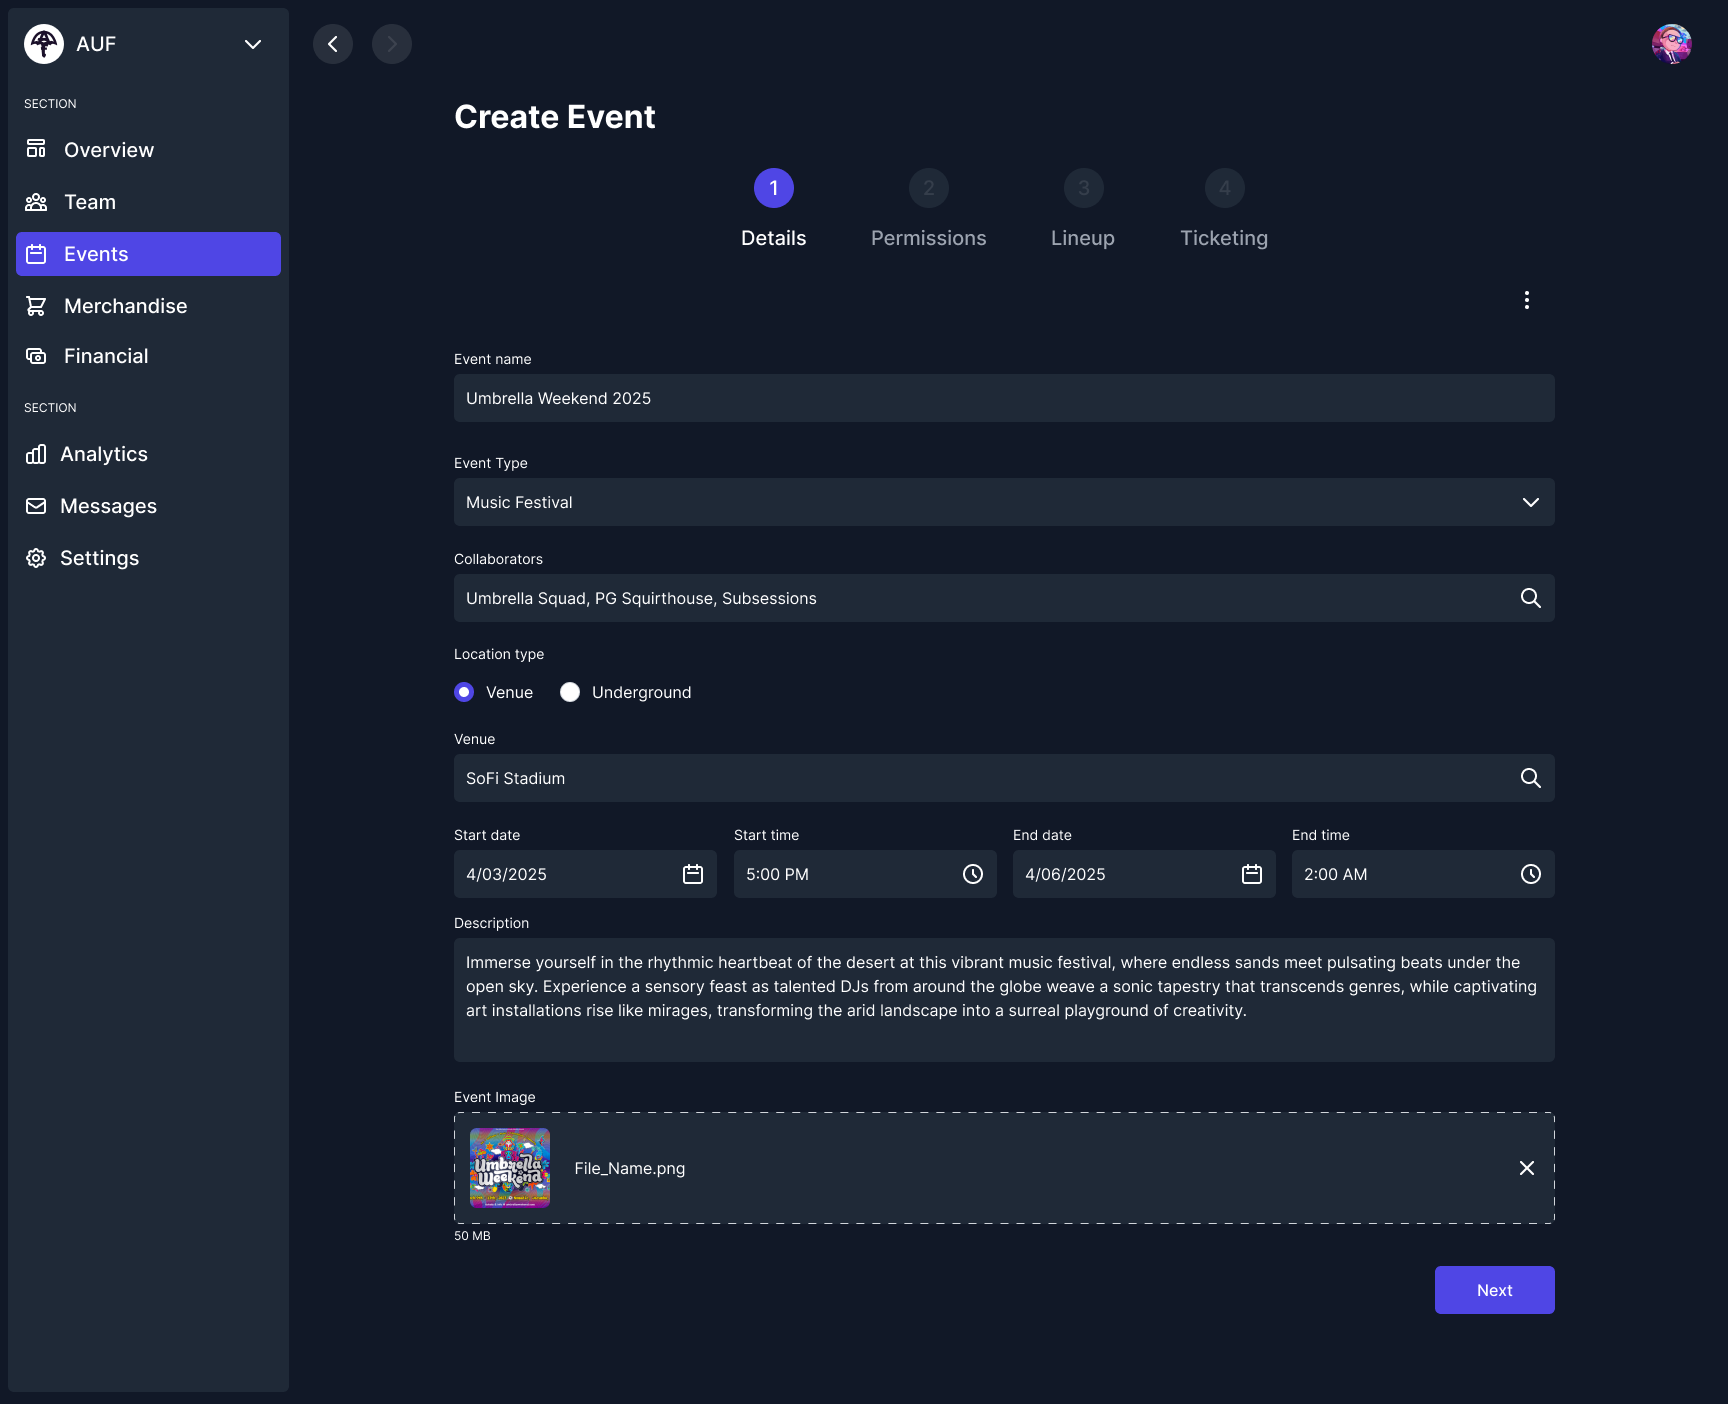 AUF
SECTION
Overview
Team
Events
Merchandise
Financial
SECTION
Analytics
Messages
Settings
Create Event
1
2
3
4
Details
Permissions
Lineup
Ticketing
Event name
Umbrella Weekend 2025
Event Type
Music Festival
Collaborators
Umbrella Squad, PG Squirthouse, Subsessions
Location type
Venue
Underground
Venue
SoFi Stadium
Start date
Start time
End date
End time
4/03/2025
5:00 PM
4/06/2025
2:00 AM
Description
Immerse yourself in the rhythmic heartbeat of the desert at this vibrant music festival, where endless sands meet pulsating beats under the
open sky. Experience a sensory feast as talented DJs from around the globe weave a sonic tapestry that transcends genres, while captivating
art installations rise like mirages, transforming the arid landscape into a surreal playground of creativity.
Event Image
Umbrella
Weekend
File_Name.png
50 MB
Next